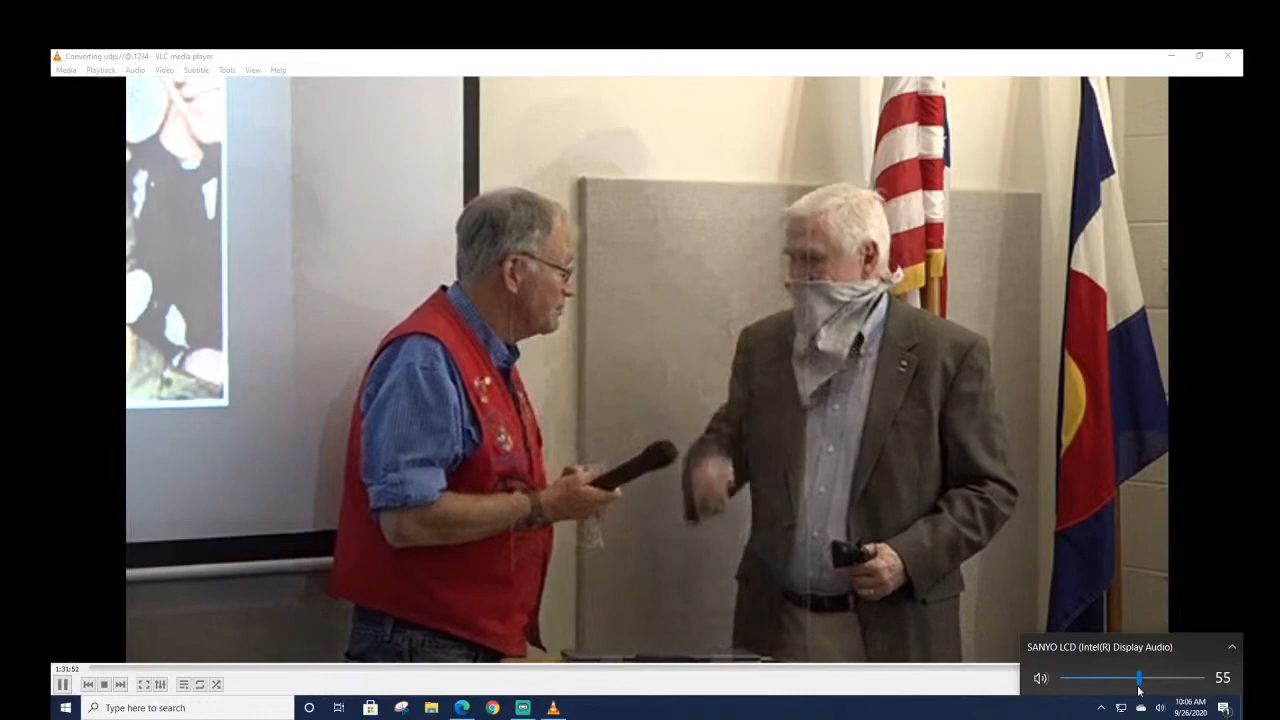 Converting udp://@:1234 - VLC media player
Media Playback Audio Video Subtitle Tools View Help
SANYO LCD (Intel(R) Display Audio)
1:31:52
55
Type here to search
10:06 AM
9/26/2020